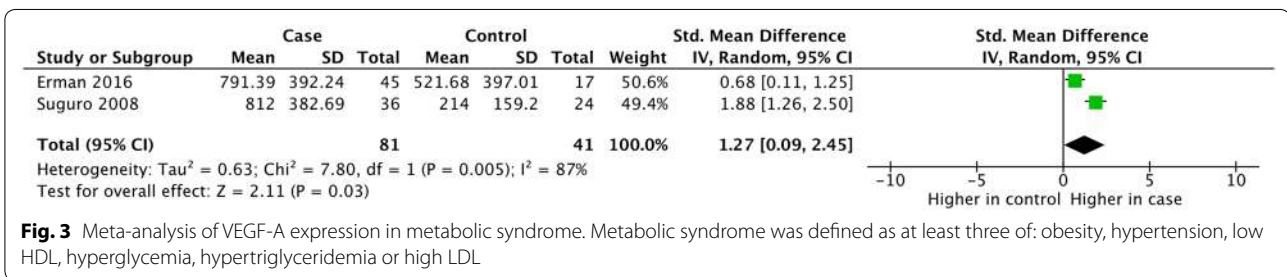 Case Control Std. Mean Difference Std. Mean Difference
Study or Subgroup Mean SD Total Mean SD Total Weight IV, Random, 95% CI IV, Random, 95% CI
Erman 2016 791.39 392.24 45 521.68 397.01 17 50.6% 0.68 [0.11, 1.25]
Suguro 2008 812 382.69 36 214 159.2 24 49.4% 1.88 [1.26, 2.50]
Total (95% CI) 81 41 100.0% 1.27 [0.09, 2.45]
Heterogeneity: Tau² = 0.63; Chi² = 7.80, df = 1 (P = 0.005); I² = 87%
Test for overall effect: Z = 2.11 (P = 0.03)
-10 -5 0 5 10
Higher in control Higher in case
Fig. 3 Meta-analysis of VEGF-A expression in metabolic syndrome. Metabolic syndrome was defined as at least three of: obesity, hypertension, low
HDL, hyperglycemia, hypertriglyceridemia or high LDL